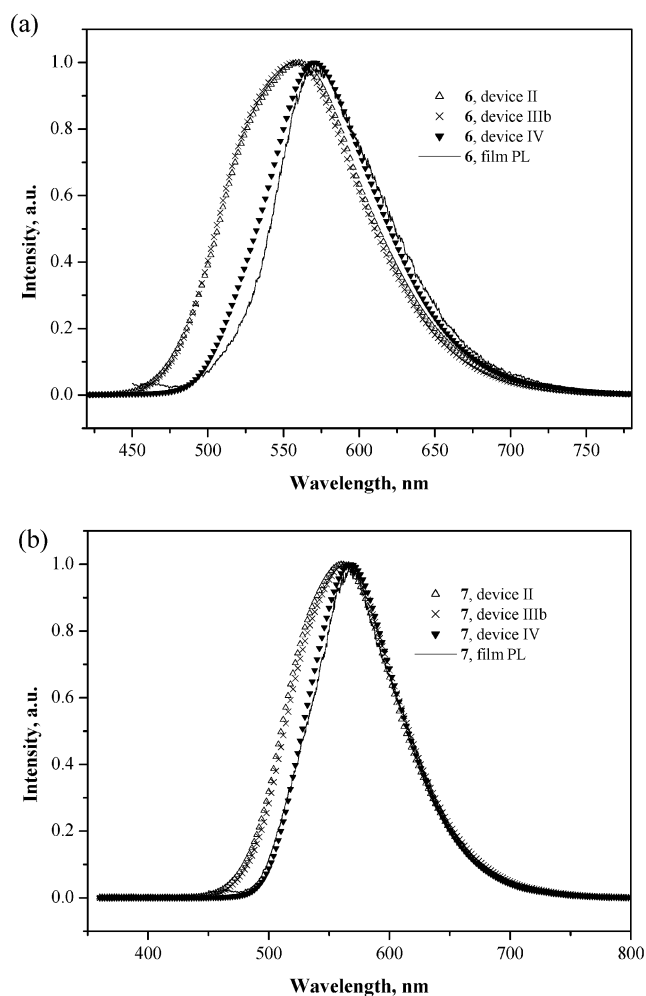 (a)
1.0
0.8
0.6
0.4
0.2
0.0
Intensity, a.u.
6, device II
6, device IIIb
6, device IV
6, film PL
450 500 550 600 650 700 750
Wavelength, nm
(b)
1.0
0.8
0.6
0.4
0.2
0.0
Intensity, a.u.
7, device II
7, device IIIb
7, device IV
7, film PL
400 500 600 700 800
Wavelength, nm